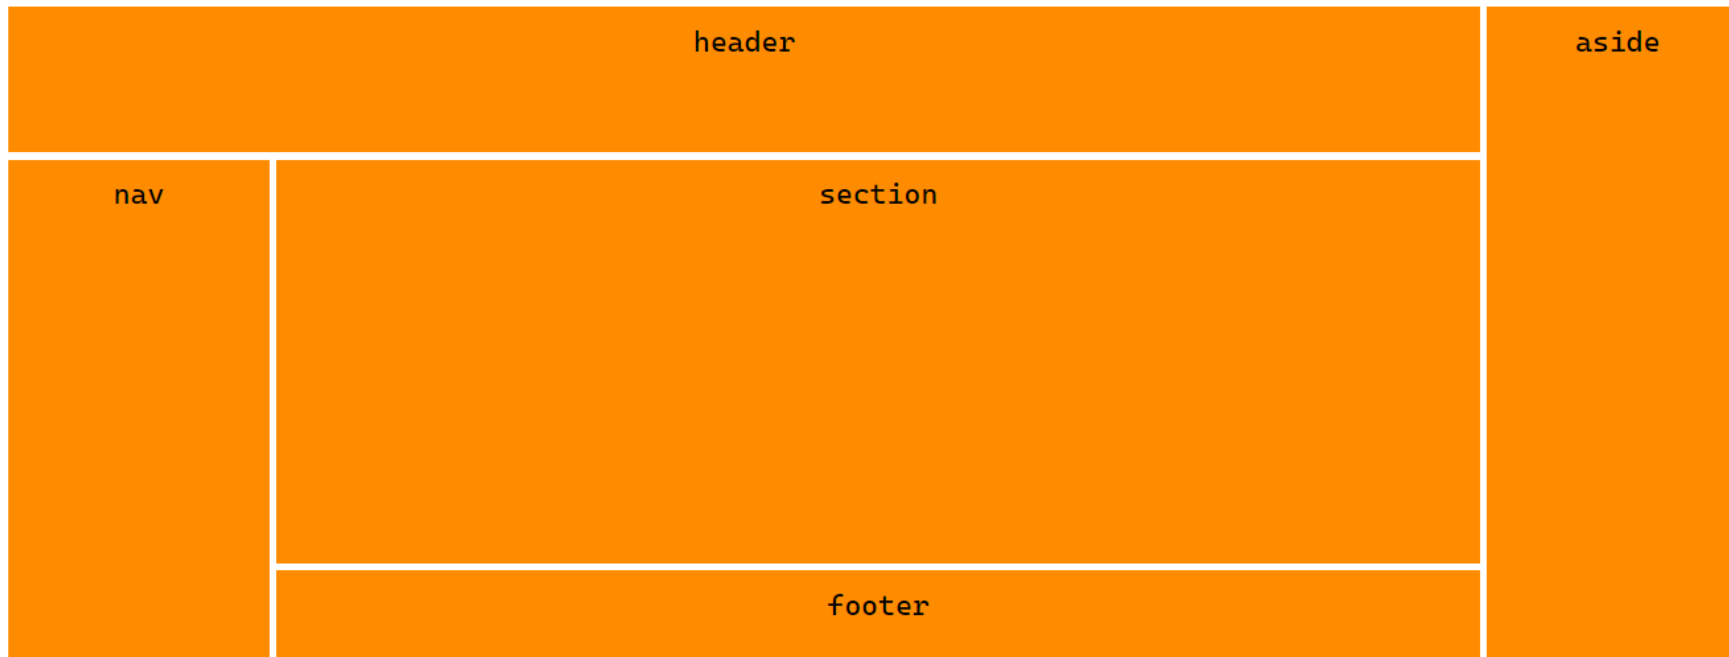 header
aside
nav
section
footer